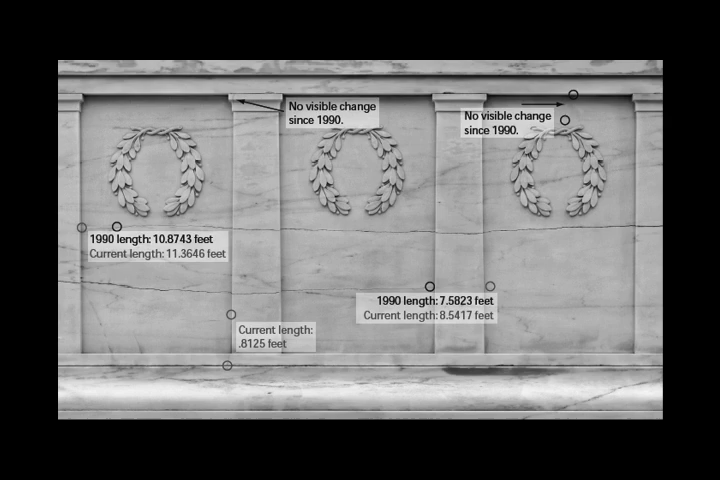 No visible change
since 1990.
No visible change
since 1990.
1990 length: 10.8743 feet
Current length: 11.3646 feet
1990 length: 7.5823 feet
Current length: 8.5417 feet
Current length:
.8125 feet